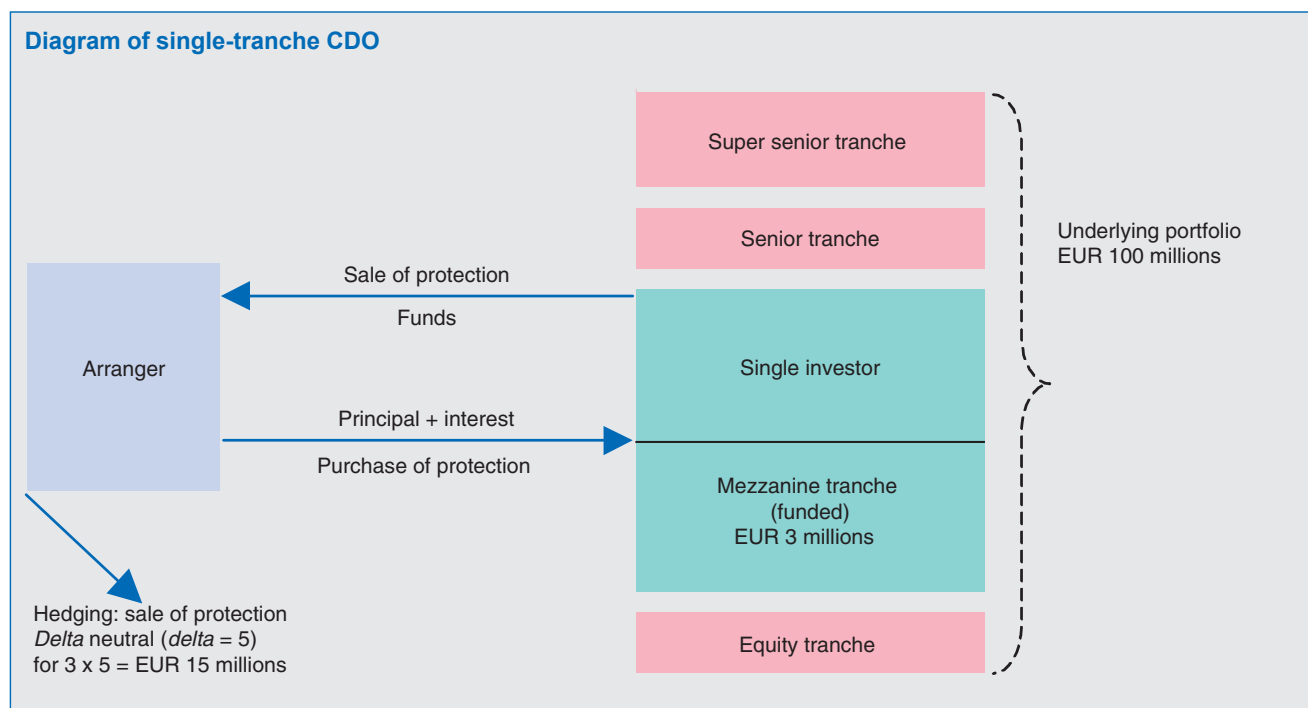 Diagram of single-tranche CDO
Super senior tranche
Senior tranche
Underlying portfolio
EUR 100 millions
Sale of protection
Funds
Arranger
Single investor
Principal + interest
Purchase of protection
Mezzanine tranche
(funded)
EUR 3 millions
Hedging: sale of protection
Delta neutral (delta = 5)
for 3 x 5 = EUR 15 millions
Equity tranche